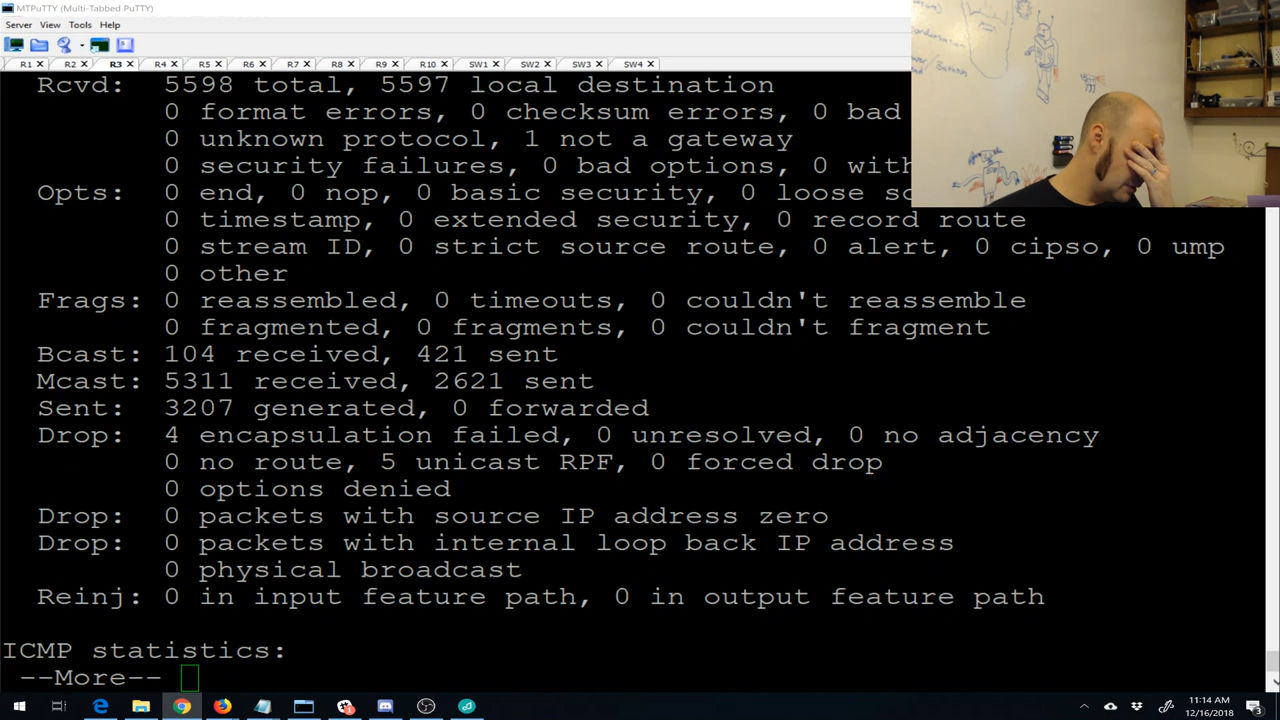 MTPuTTY (Multi-Tabbed PuTTY)
Server View Tools Help
R1 R2 R3 R4 R5 R6 R7 R8 R9 R10 SW1 SW2 SW3 SW4
Rcvd: 5598 total, 5597 local destination
0 format errors, 0 checksum errors, 0 bad
0 unknown protocol, 1 not a gateway
0 security failures, 0 bad options, 0 with
Opts: 0 end, 0 nop, 0 basic security, 0 loose so
0 timestamp, 0 extended security, 0 record route
0 stream ID, 0 strict source route, 0 alert, 0 cipso, 0 ump
0 other
Frags: 0 reassembled, 0 timeouts, 0 couldn't reassemble
0 fragmented, 0 fragments, 0 couldn't fragment
Bcast: 104 received, 421 sent
Mcast: 5311 received, 2621 sent
Sent: 3207 generated, 0 forwarded
Drop: 4 encapsulation failed, 0 unresolved, 0 no adjacency
0 no route, 5 unicast RPF, 0 forced drop
0 options denied
Drop: 0 packets with source IP address zero
Drop: 0 packets with internal loop back IP address
0 physical broadcast
Reinj: 0 in input feature path, 0 in output feature path
ICMP statistics:
--More--
11:14 AM
12/16/2018
3